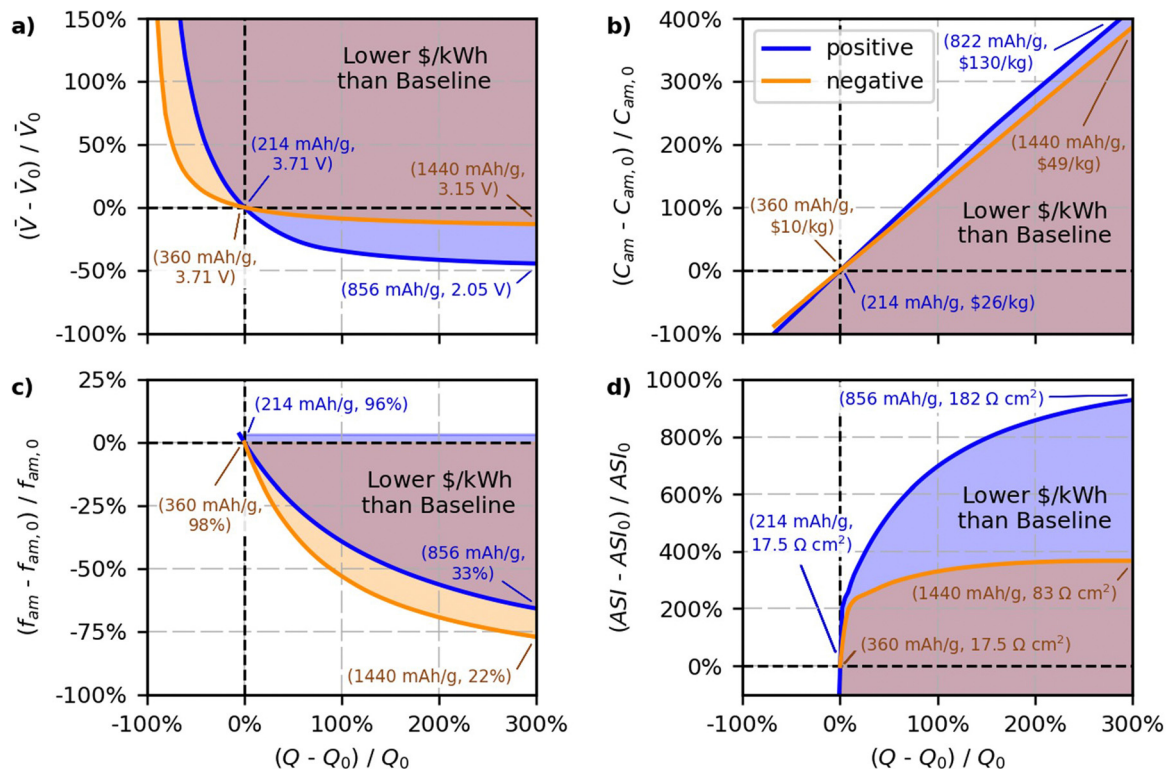 a)
150%
100%
50%
0%
-50%
-100%
(V̄ - V̄₀) / V̄₀
Lower $/kWh
than Baseline
(214 mAh/g,
3.71 V)
(1440 mAh/g,
3.15 V)
(360 mAh/g,
3.71 V)
(856 mAh/g, 2.05 V)
b)
400%
300%
200%
100%
0%
-100%
(C_am - C_am,0) / C_am,0
positive
negative
(822 mAh/g,
$130/kg)
(1440 mAh/g,
$49/kg)
(360 mAh/g,
$10/kg)
Lower $/kWh
than Baseline
(214 mAh/g, $26/kg)
c)
25%
0%
-25%
-50%
-75%
-100%
(f_am - f_am,0) / f_am,0
(214 mAh/g, 96%)
(360 mAh/g,
98%)
Lower $/kWh
than Baseline
(856 mAh/g,
33%)
(1440 mAh/g, 22%)
-100%
0%
100%
200%
300%
(Q - Q₀) / Q₀
d)
1000%
800%
600%
400%
200%
0%
(ASI - ASI₀) / ASI₀
(856 mAh/g, 182 Ω cm²)
Lower $/kWh
than Baseline
(214 mAh/g,
17.5 Ω cm²)
(1440 mAh/g, 83 Ω cm²)
(360 mAh/g, 17.5 Ω cm²)
-100%
0%
100%
200%
300%
(Q - Q₀) / Q₀